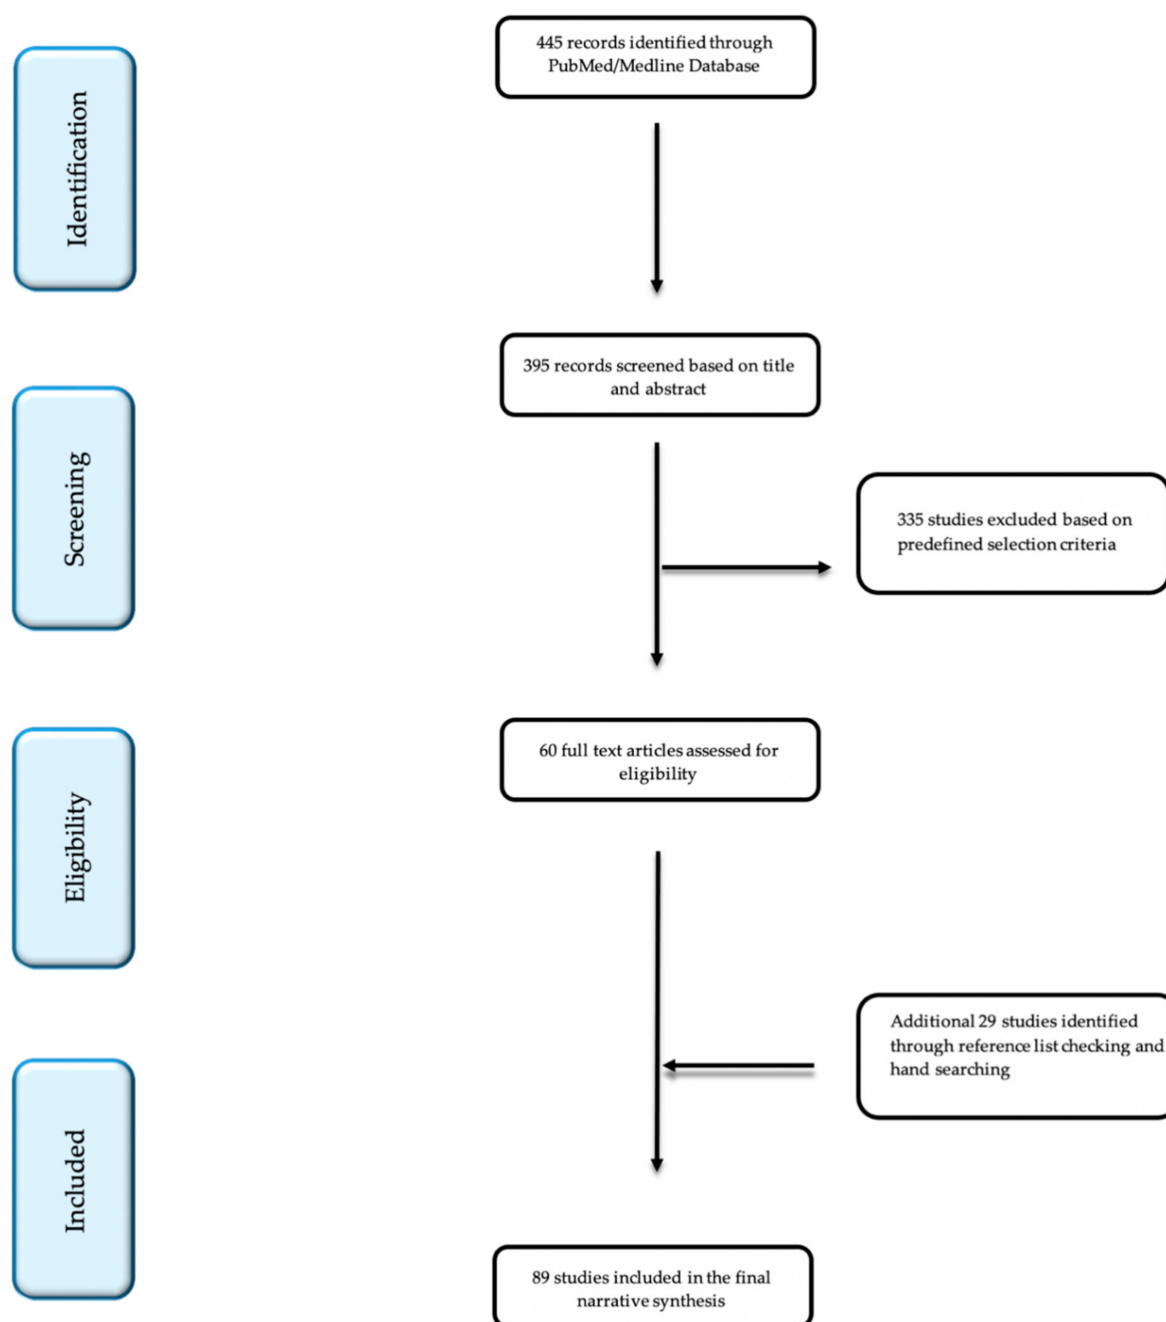 445 records identified through
PubMed/Medline Database
Identification
395 records screened based on title
and abstract
Screening
335 studies excluded based on
predefined selection criteria
60 full text articles assessed for
eligibility
Eligibility
Additional 29 studies identified
through reference list checking and
hand searching
Included
89 studies included in the final
narrative synthesis